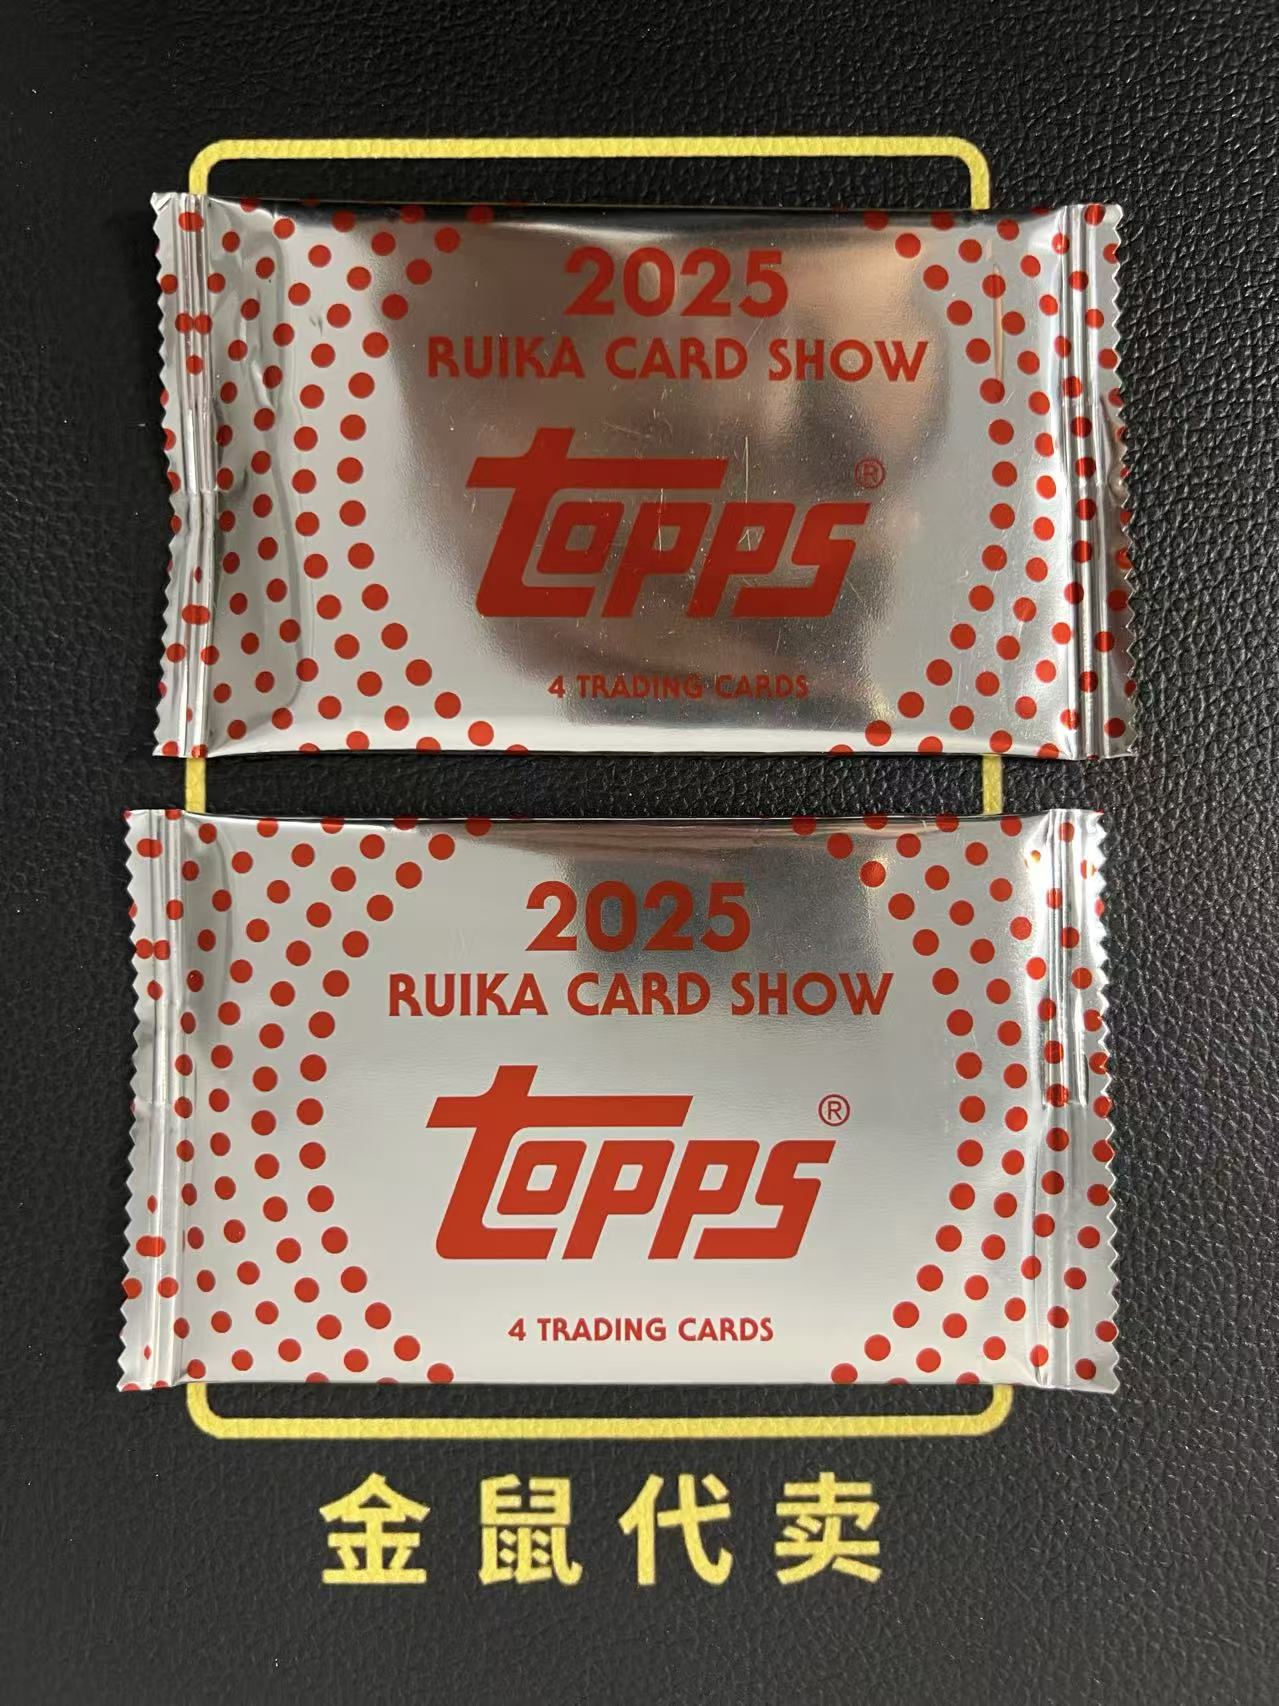 2025
RUIKA CARD SHOW
topps®
4 TRADING CARDS
2025
RUIKA CARD SHOW
topps®
4 TRADING CARDS
金鼠代卖